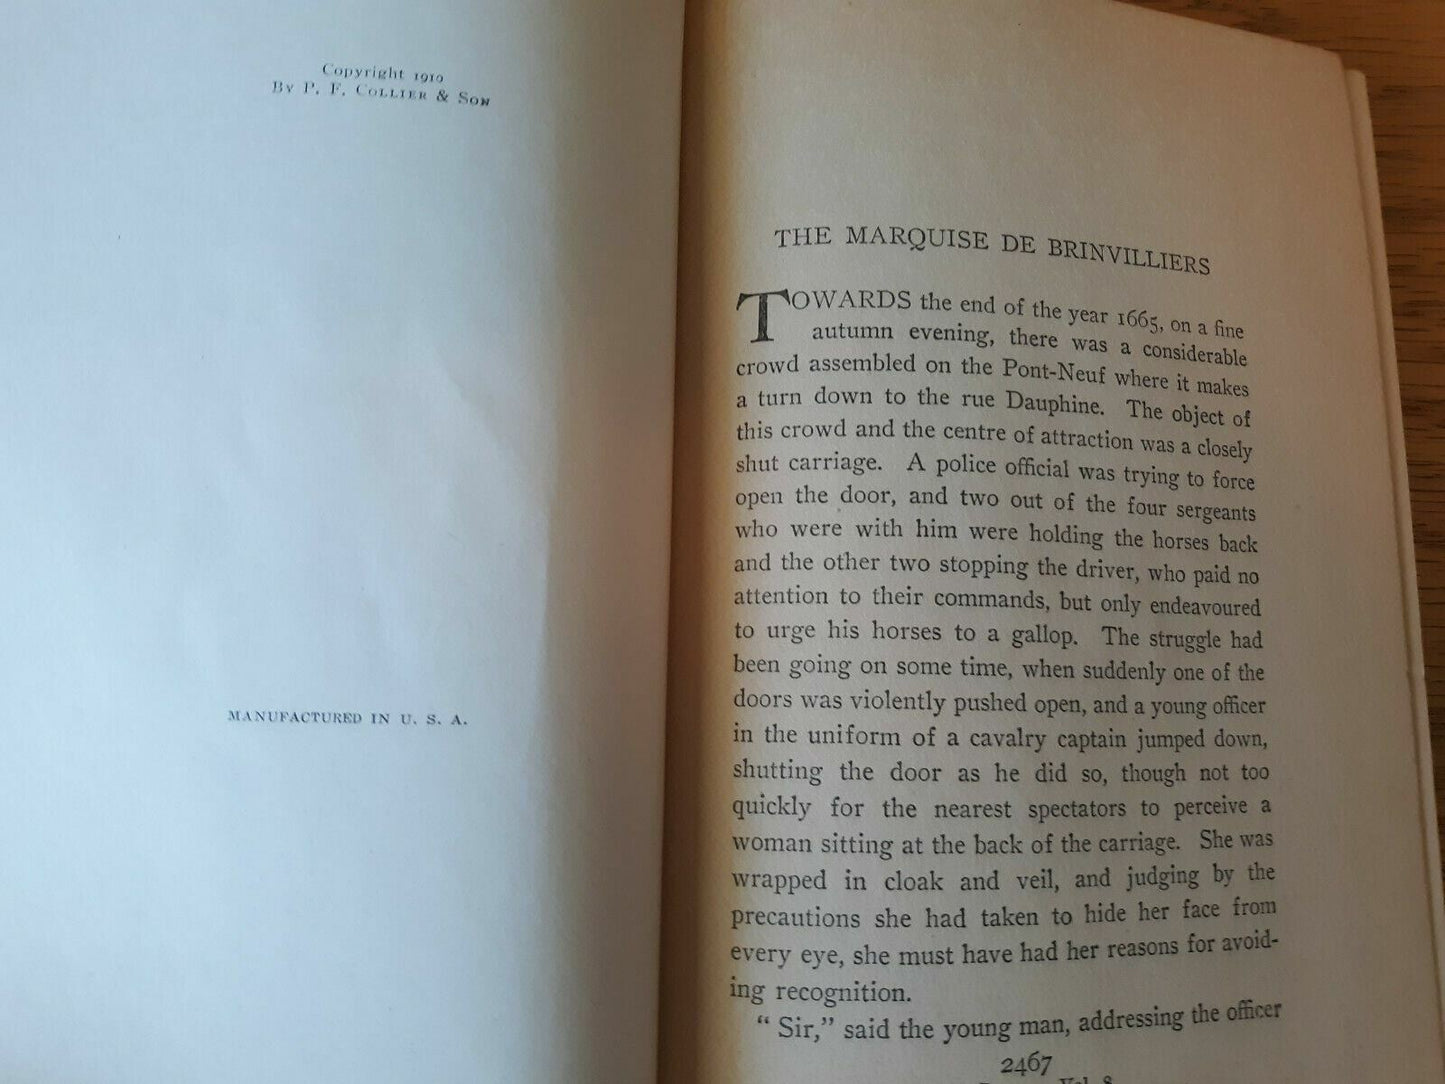 Copyright 1910
By P. F. Collier & Son
MANUFACTURED IN U. S. A.
THE MARQUISE DE BRINVILLIERS
TOWARDS the end of the year 1665, on a fine
autumn evening, there was a considerable
crowd assembled on the Pont-Neuf where it makes
a turn down to the rue Dauphine. The object of
this crowd and the centre of attraction was a closely
shut carriage. A police official was trying to force
open the door, and two out of the four sergeants
who were with him were holding the horses back
and the other two stopping the driver, who paid no
attention to their commands, but only endeavoured
to urge his horses to a gallop. The struggle had
been going on some time, when suddenly one of the
doors was violently pushed open, and a young officer
in the uniform of a cavalry captain jumped down,
shutting the door as he did so, though not too
quickly for the nearest spectators to perceive a
woman sitting at the back of the carriage. She was
wrapped in cloak and veil, and judging by the
precautions she had taken to hide her face from
every eye, she must have had her reasons for avoid-
ing recognition.
“ Sir,” said the young man, addressing the officer
2467
Vol. 8